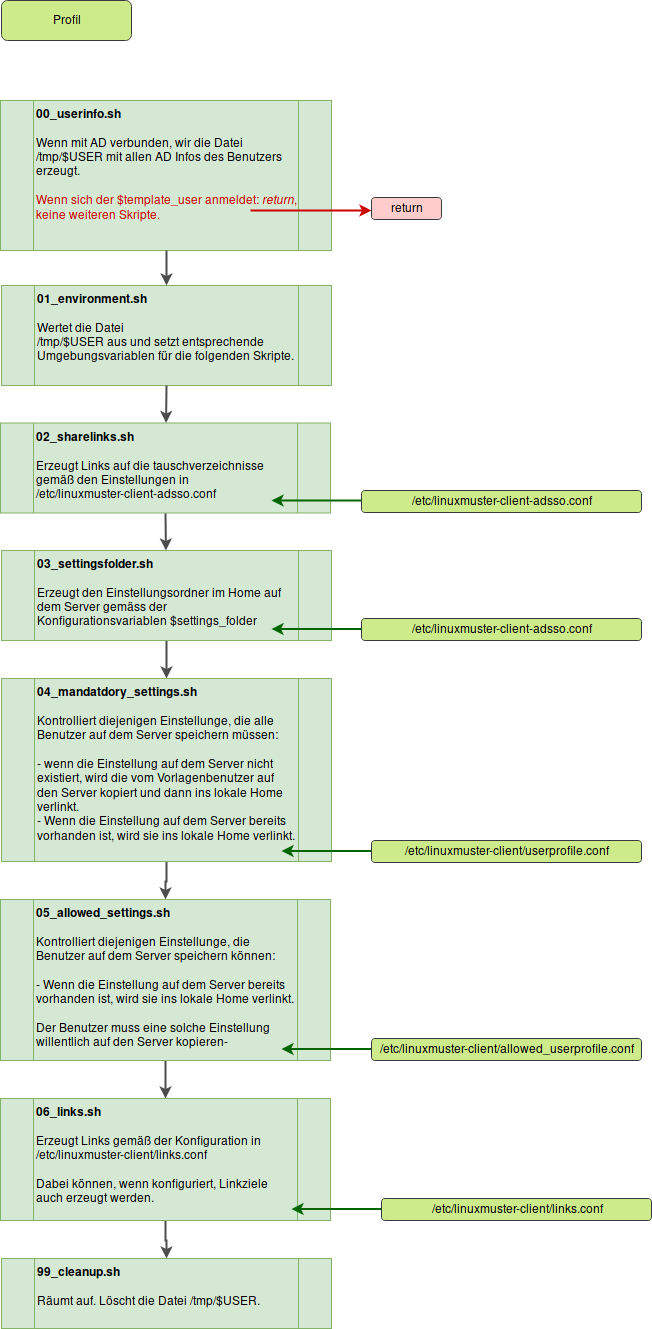 Profil
00_userinfo.sh
Wenn mit AD verbunden, wir die Datei
/tmp/$USER mit allen AD Infos des Benutzers
erzeugt.
Wenn sich der $template_user anmeldet: return,
keine weiteren Skripte.
return
01_environment.sh
Wertet die Datei
/tmp/$USER aus und setzt entsprechende
Umgebungsvariablen für die folgenden Skripte.
02_sharelinks.sh
Erzeugt Links auf die tauschverzeichnisse
gemäß den Einstellungen in
/etc/linuxmuster-client-adsso.conf
/etc/linuxmuster-client-adsso.conf
03_settingsfolder.sh
Erzeugt den Einstellungsordner im Home auf
dem Server gemäss der
Konfigurationsvariablen $settings_folder
/etc/linuxmuster-client-adsso.conf
04_mandatdory_settings.sh
Kontrolliert diejenigen Einstellunge, die alle
Benutzer auf dem Server speichern müssen:
- wenn die Einstellung auf dem Server nicht
existiert, wird die vom Vorlagenbenutzer auf
den Server kopiert und dann ins lokale Home
verlinkt.
- Wenn die Einstellung auf dem Server bereits
vorhanden ist, wird sie ins lokale Home verlinkt.
/etc/linuxmuster-client/userprofile.conf
05_allowed_settings.sh
Kontrolliert diejenigen Einstellunge, die
Benutzer auf dem Server speichern können:
- Wenn die Einstellung auf dem Server bereits
vorhanden ist, wird sie ins lokale Home verlinkt.
Der Benutzer muss eine solche Einstellung
willentlich auf den Server kopieren-
/etc/linuxmuster-client/allowed_userprofile.conf
06_links.sh
Erzeugt Links gemäß der Konfiguration in
/etc/linuxmuster-client/links.conf
Dabei können, wenn konfiguriert, Linkziele
auch erzeugt werden.
/etc/linuxmuster-client/links.conf
99_cleanup.sh
Räumt auf. Löscht die Datei /tmp/$USER.